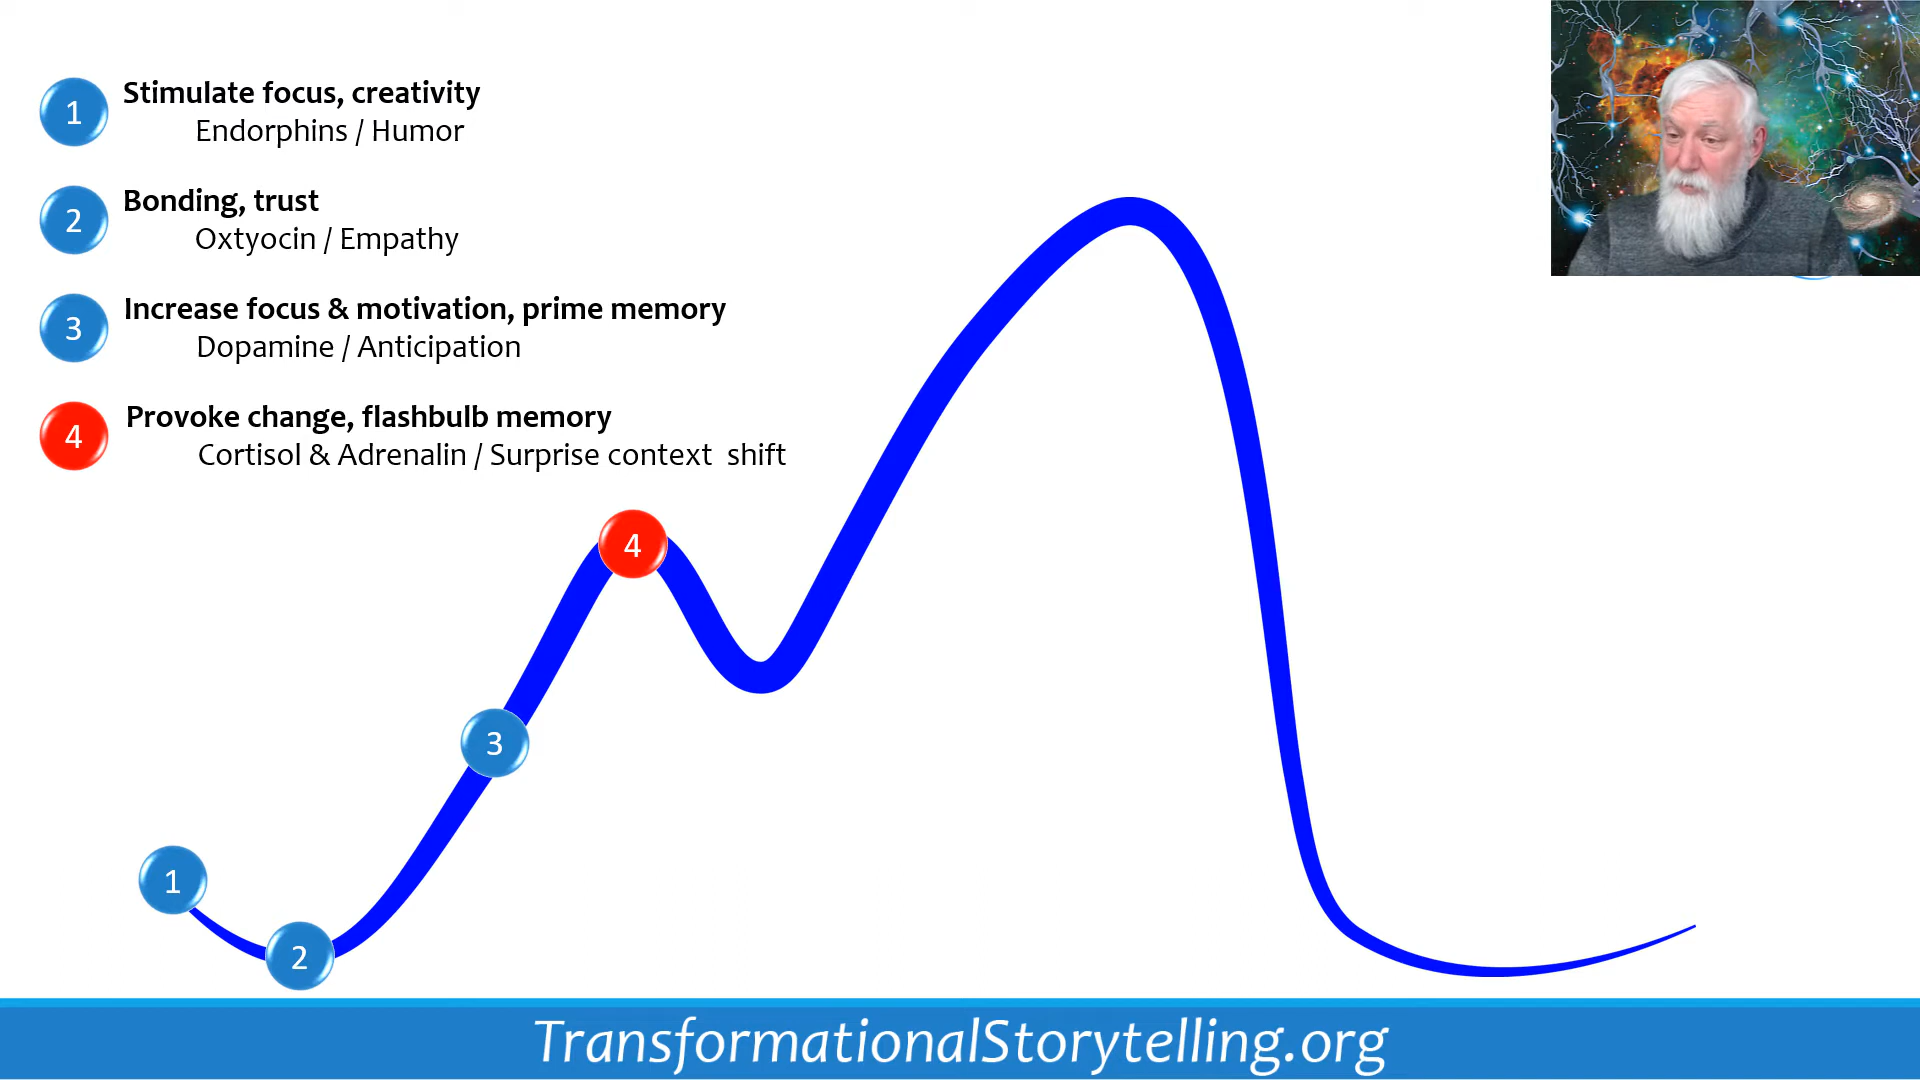 1
Stimulate focus, creativity
Endorphins / Humor
2
Bonding, trust
Oxtyocin / Empathy
3
Increase focus & motivation, prime memory
Dopamine / Anticipation
4
Provoke change, flashbulb memory
Cortisol & Adrenalin / Surprise context  shift
4
3
1
2
TransformationalStorytelling.org